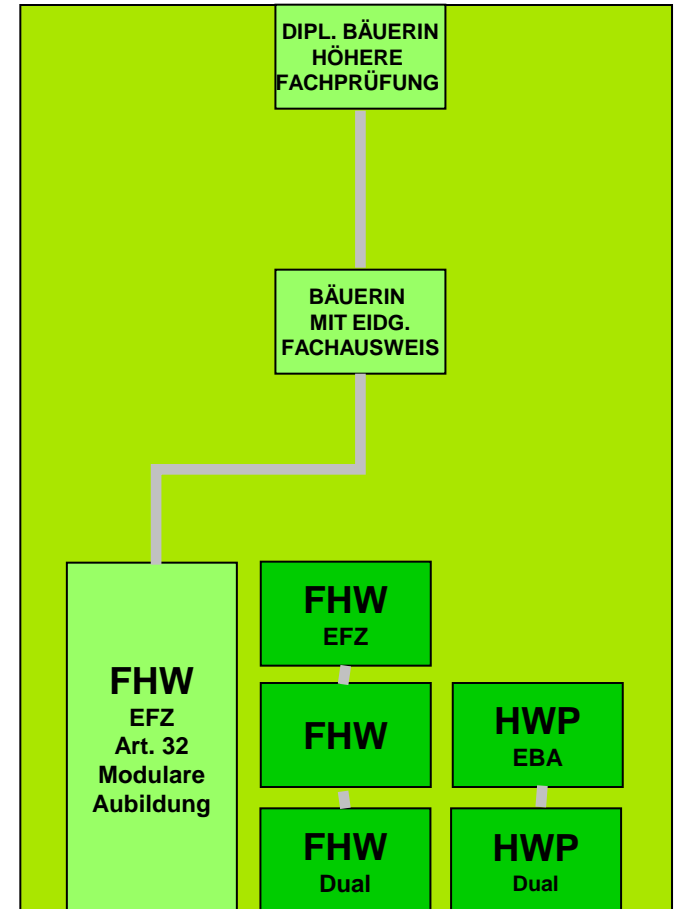 DIPL. BÄUERIN
HÖHERE
FACHPRÜFUNG
BÄUERIN
MIT EIDG.
FACHAUSWEIS
FHW
EFZ
Art. 32
Modulare
Aubildung
FHW
EFZ
FHW
HWP
EBA
FHW
Dual
HWP
Dual